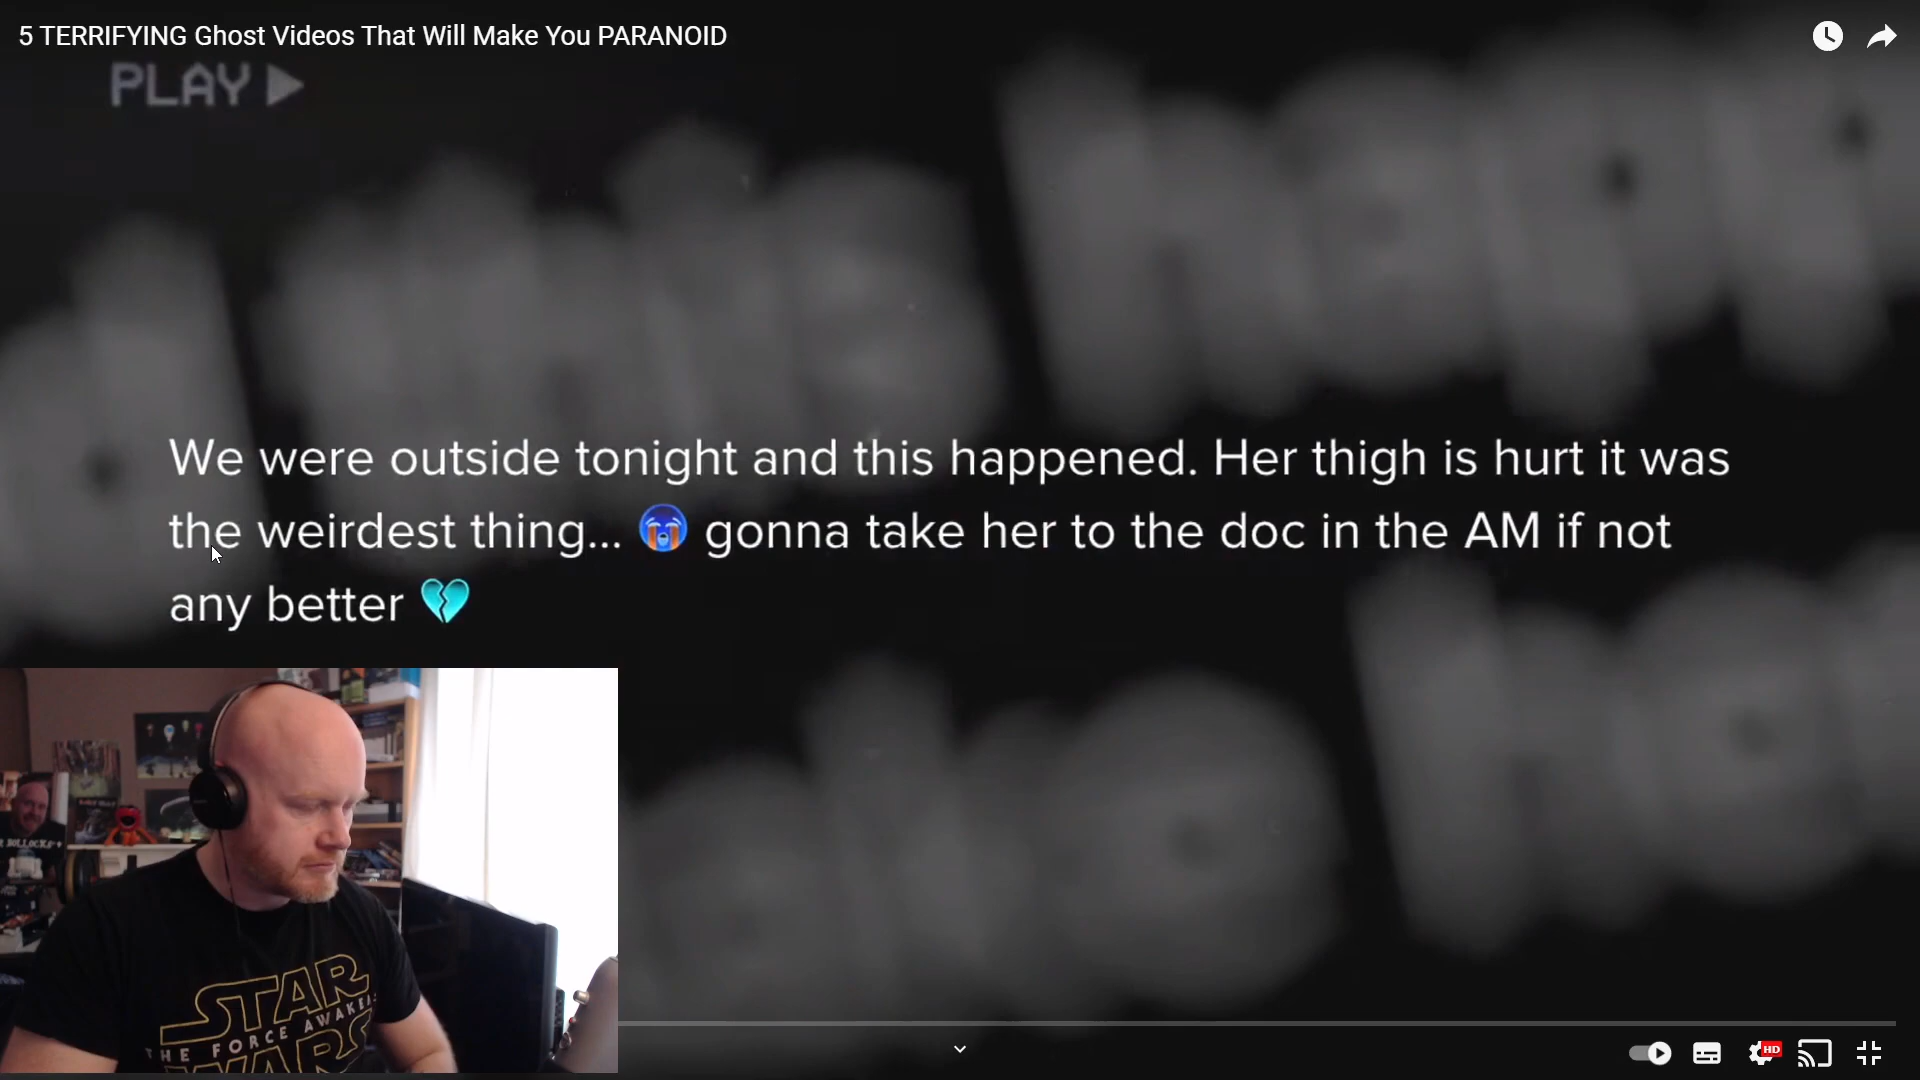 5 TERRIFYING Ghost Videos That Will Make You PARANOID
PLAY
We were outside tonight and this happened. Her thigh is hurt it was
the weirdest thing... 😭 gonna take her to the doc in the AM if not
any better 💔
STAR
THE FORCE AWAKE
WARS
HD